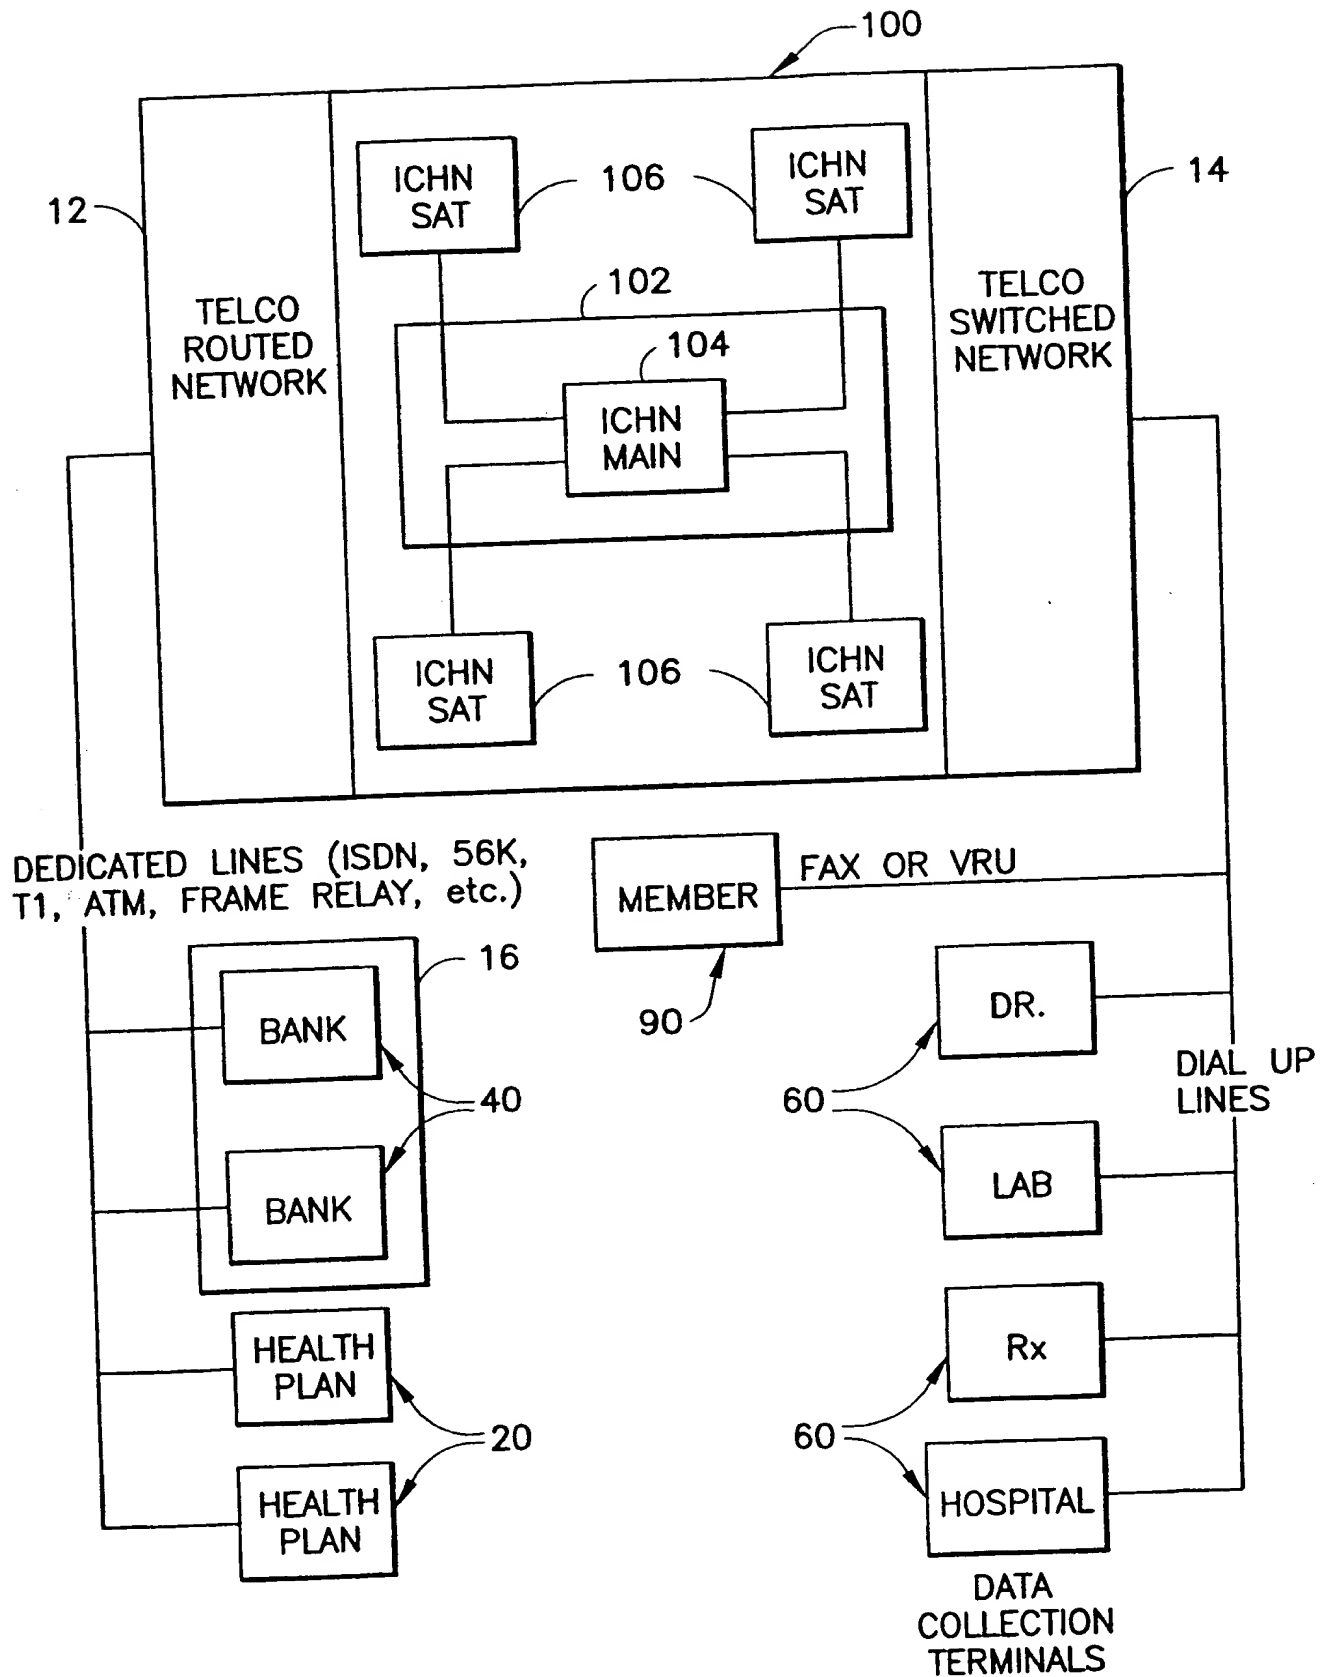 100
ICHN
SAT
106
ICHN
SAT
14
12
TELCO
ROUTED
NETWORK
102
TELCO
SWITCHED
NETWORK
104
ICHN
MAIN
ICHN
SAT
106
ICHN
SAT
DEDICATED LINES (ISDN, 56K,
T1, ATM, FRAME RELAY, etc.)
MEMBER
FAX OR VRU
90
16
BANK
40
BANK
DR.
60
DIAL UP
LINES
LAB
HEALTH
PLAN
20
HEALTH
PLAN
Rx
60
HOSPITAL
DATA
COLLECTION
TERMINALS